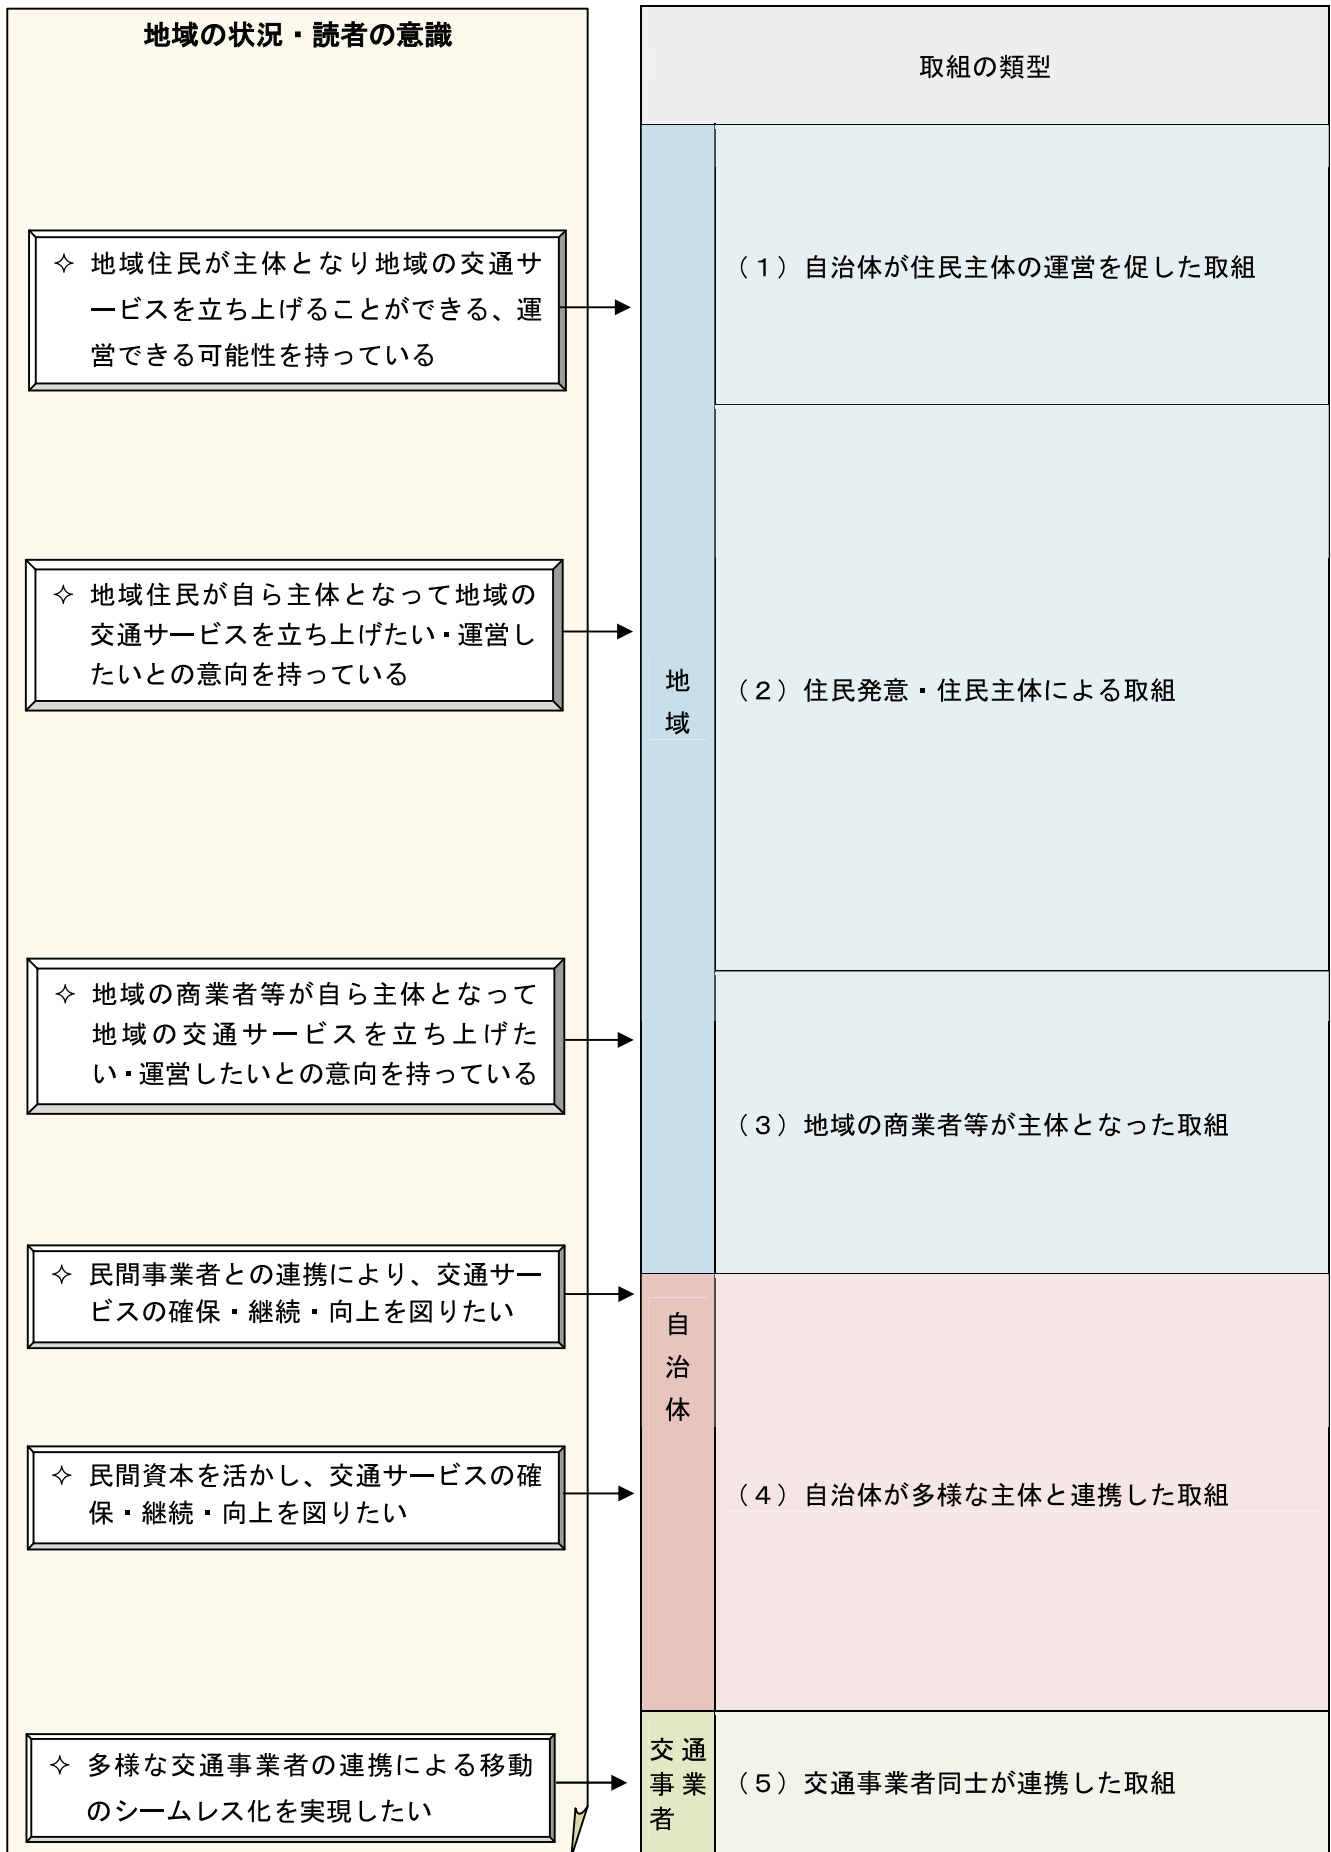 地域の状況・読者の意識
✧ 地域住民が主体となり地域の交通サ
ービスを立ち上げることができる、運
営できる可能性を持っている
✧ 地域住民が自ら主体となって地域の
交通サービスを立ち上げたい・運営し
たいとの意向を持っている
✧ 地域の商業者等が自ら主体となって
地域の交通サービスを立ち上げた
い・運営したいとの意向を持っている
✧ 民間事業者との連携により、交通サー
ビスの確保・継続・向上を図りたい
✧ 民間資本を活かし、交通サービスの確
保・継続・向上を図りたい
✧ 多様な交通事業者の連携による移動
のシームレス化を実現したい
取組の類型
地
域
（１）自治体が住民主体の運営を促した取組
（２）住民発意・住民主体による取組
（３）地域の商業者等が主体となった取組
自
治
体
（４）自治体が多様な主体と連携した取組
交通
事業
者
（５）交通事業者同士が連携した取組